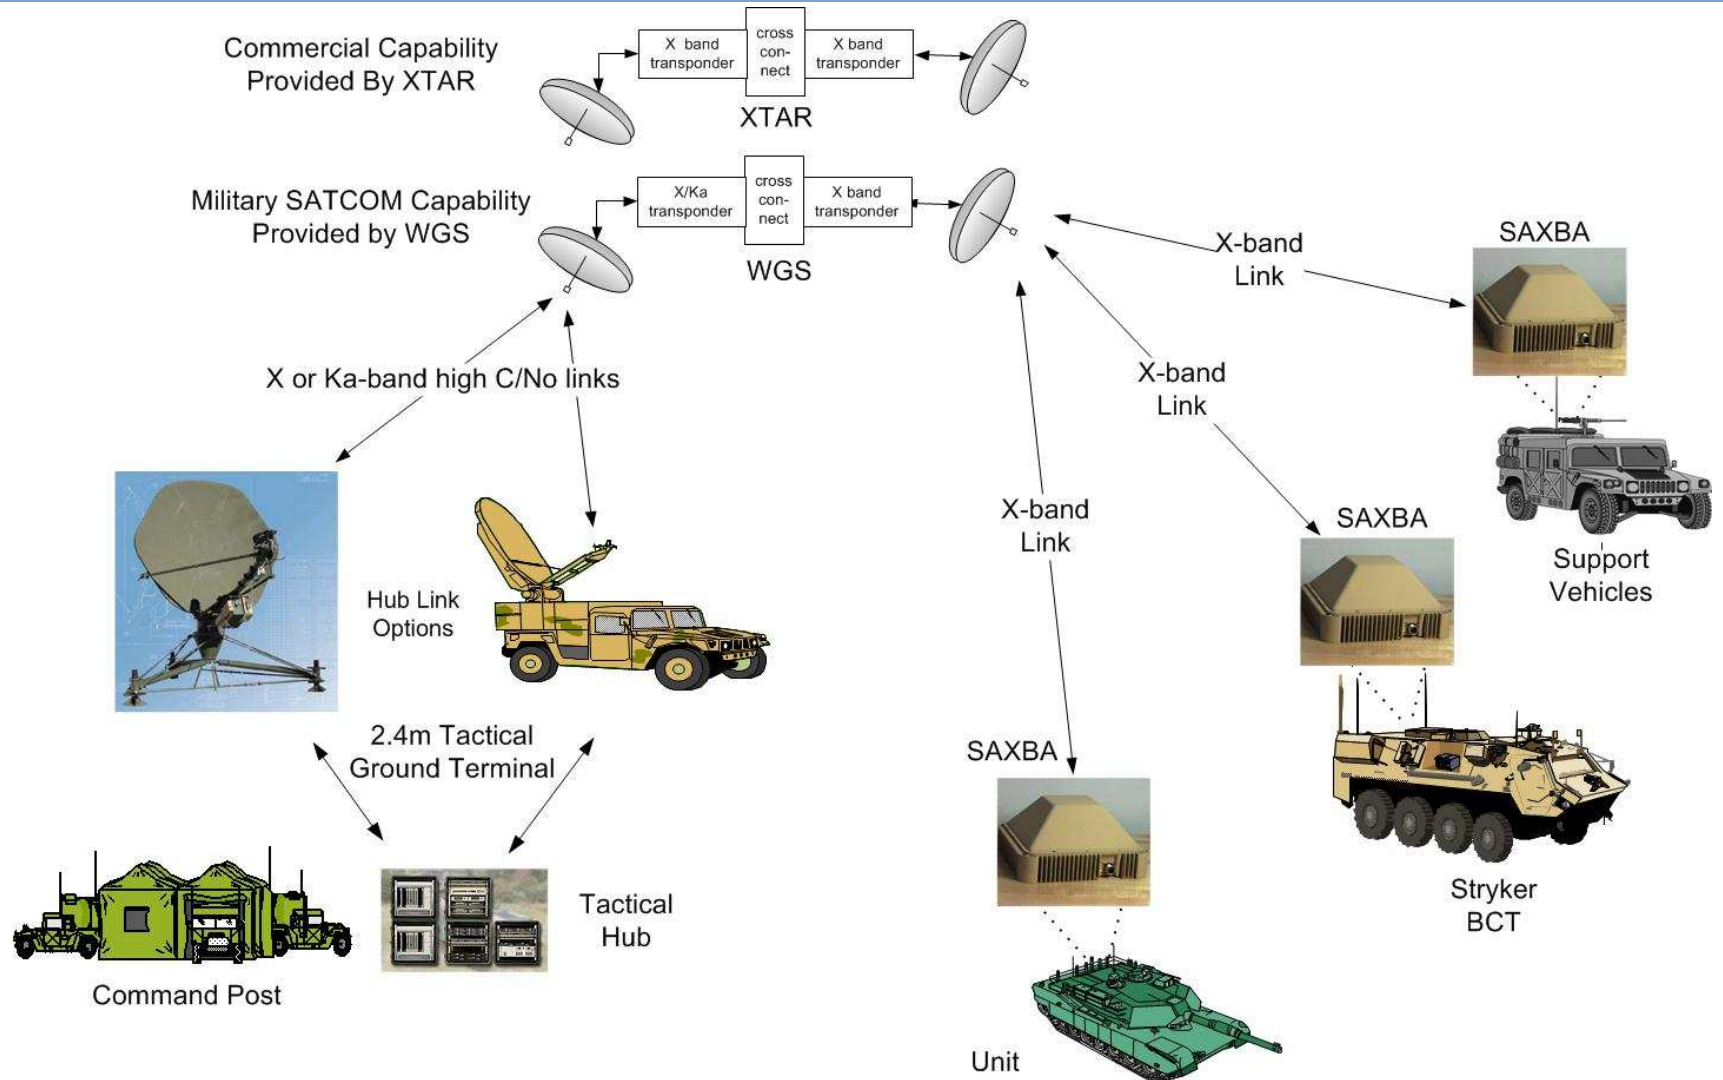 Commercial Capability
Provided By XTAR
X band
transponder
cross
con-
nect
X band
transponder
XTAR
Military SATCOM Capability
Provided by WGS
X/Ka
transponder
cross
con-
nect
X band
transponder
WGS
X-band
Link
SAXBA
X or Ka-band high C/No links
X-band
Link
X-band
Link
SAXBA
Support
Vehicles
Hub Link
Options
2.4m Tactical
Ground Terminal
SAXBA
Stryker
BCT
Tactical
Hub
Command Post
Unit